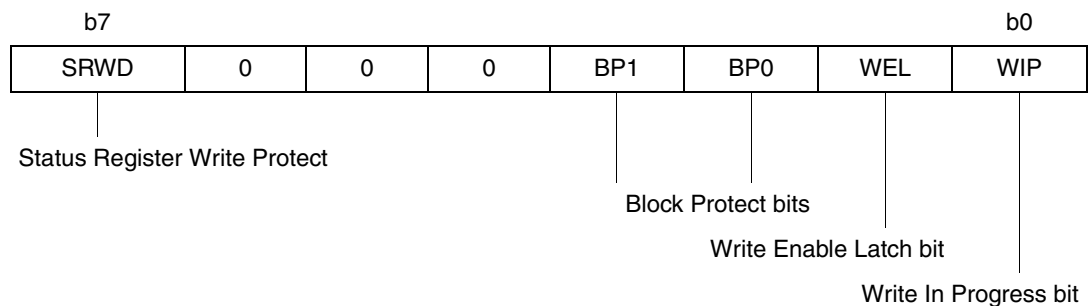 b7 b0
SRWD 0 0 0 BP1 BP0 WEL WIP
Status Register Write Protect
Block Protect bits
Write Enable Latch bit
Write In Progress bit